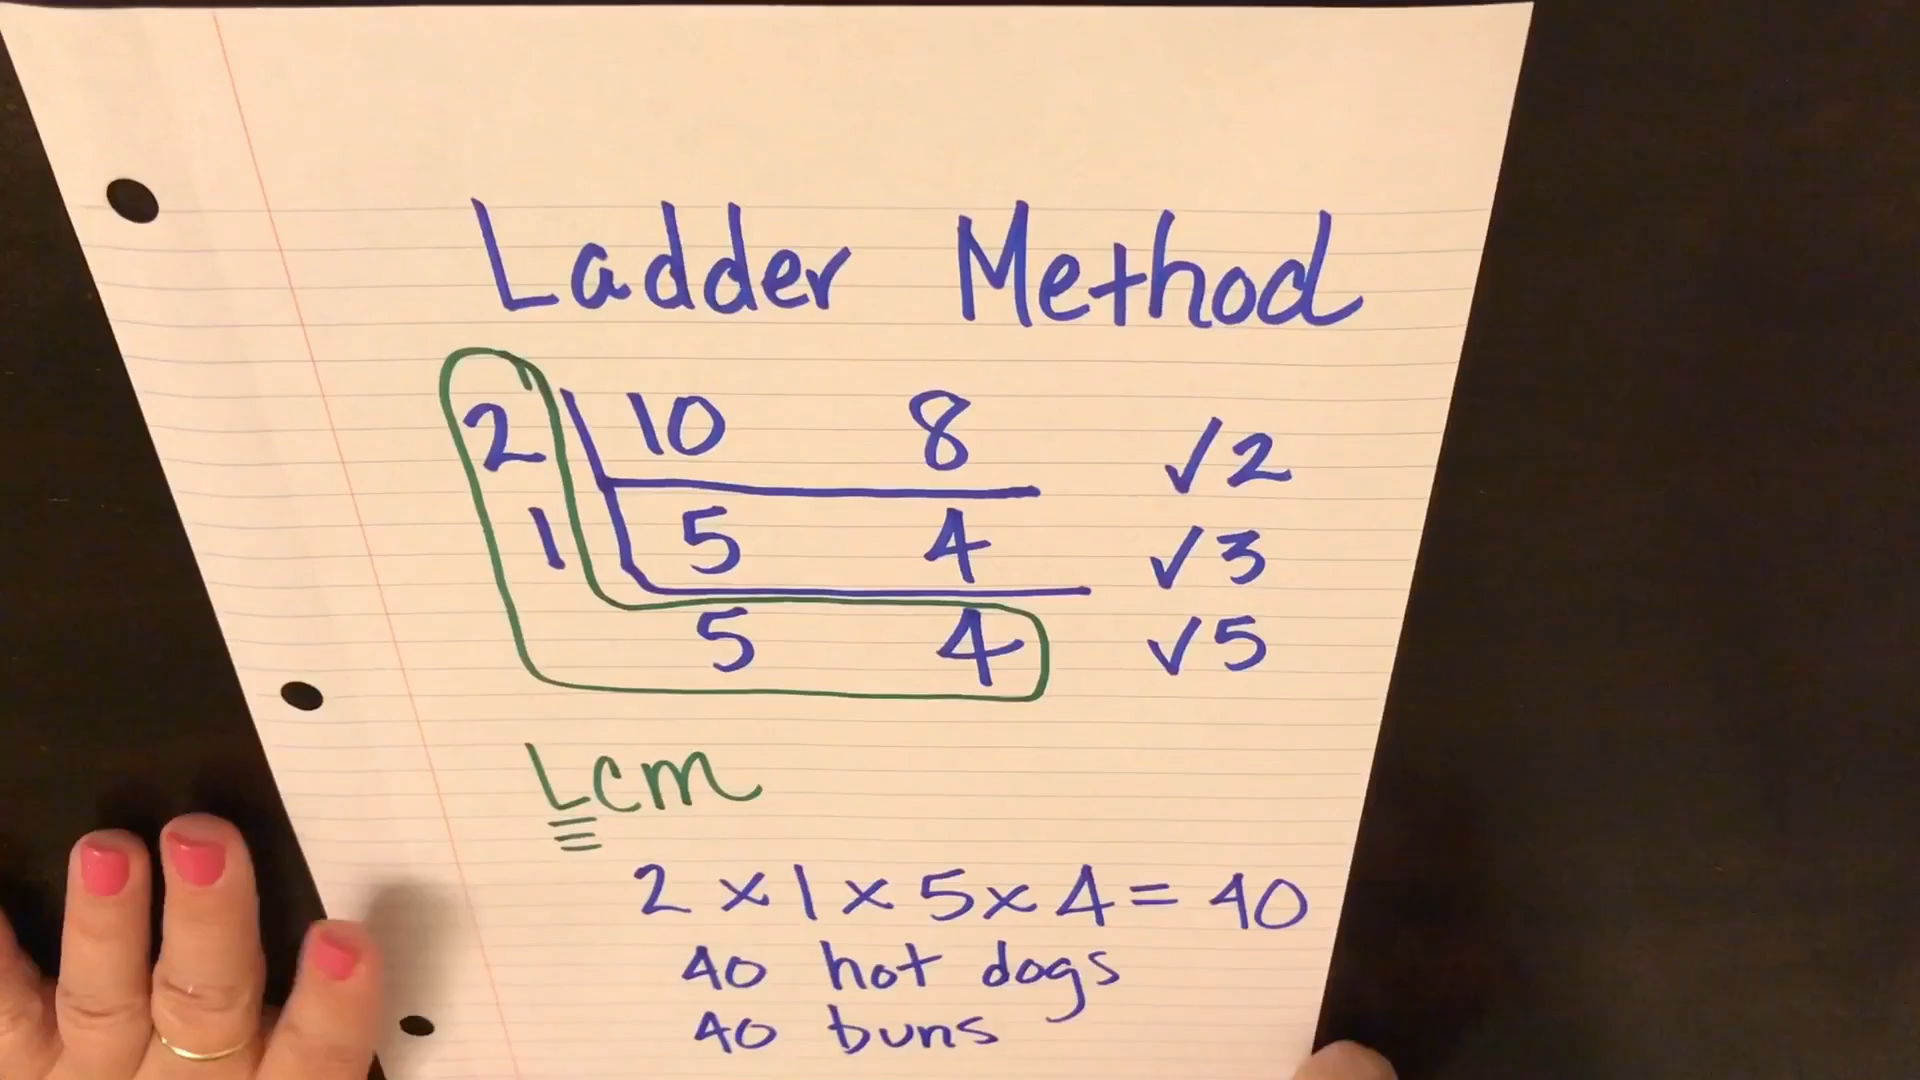 Ladder Method
2 10 8 √2
1 5 4 √3
5 4 √5
Lcm
2 x 1 x 5 x 4 = 40
40 hot dogs
40 buns